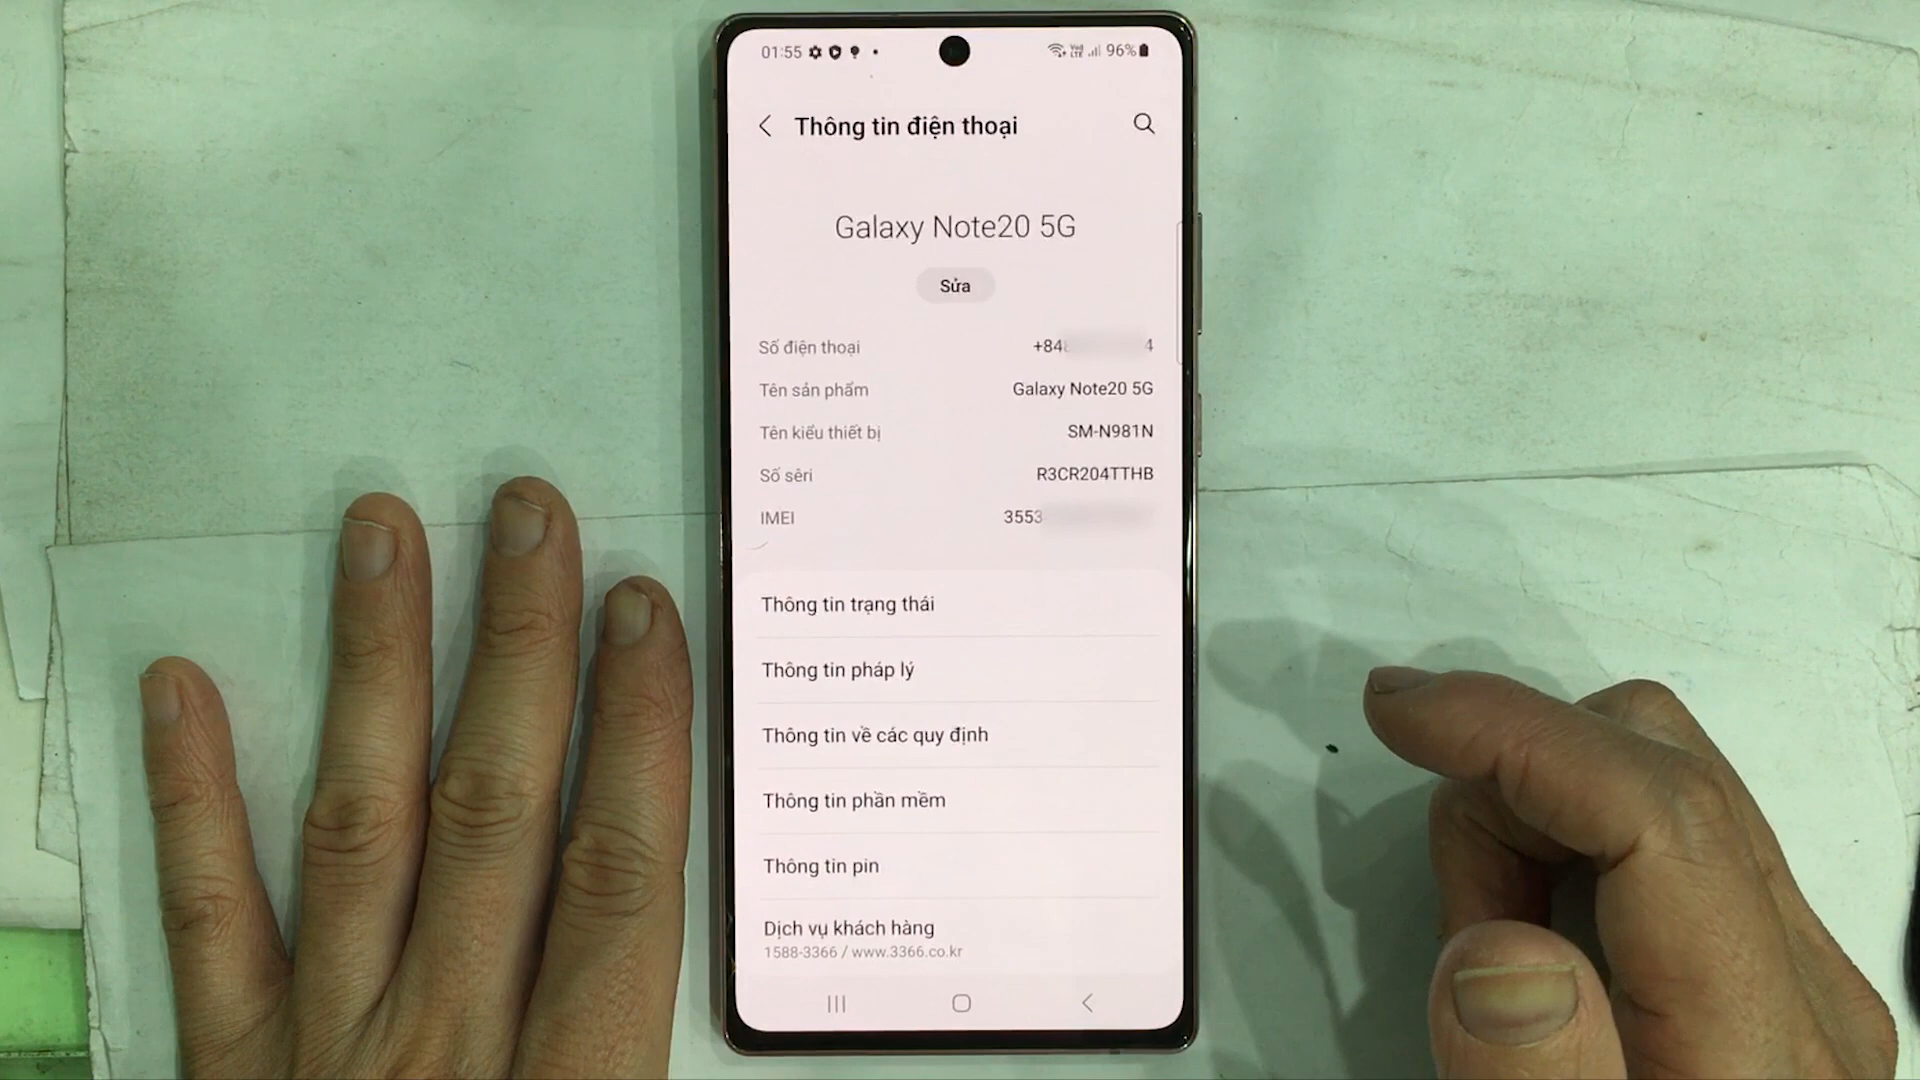 01:55 96%
Thông tin điện thoại
Galaxy Note20 5G
Sửa
Số điện thoại +84 4
Tên sản phẩm Galaxy Note20 5G
Tên kiểu thiết bị SM-N981N
Số sêri R3CR204TTHB
IMEI 3553
Thông tin trạng thái
Thông tin pháp lý
Thông tin về các quy định
Thông tin phần mềm
Thông tin pin
Dịch vụ khách hàng
1588-3366 / www.3366.co.kr